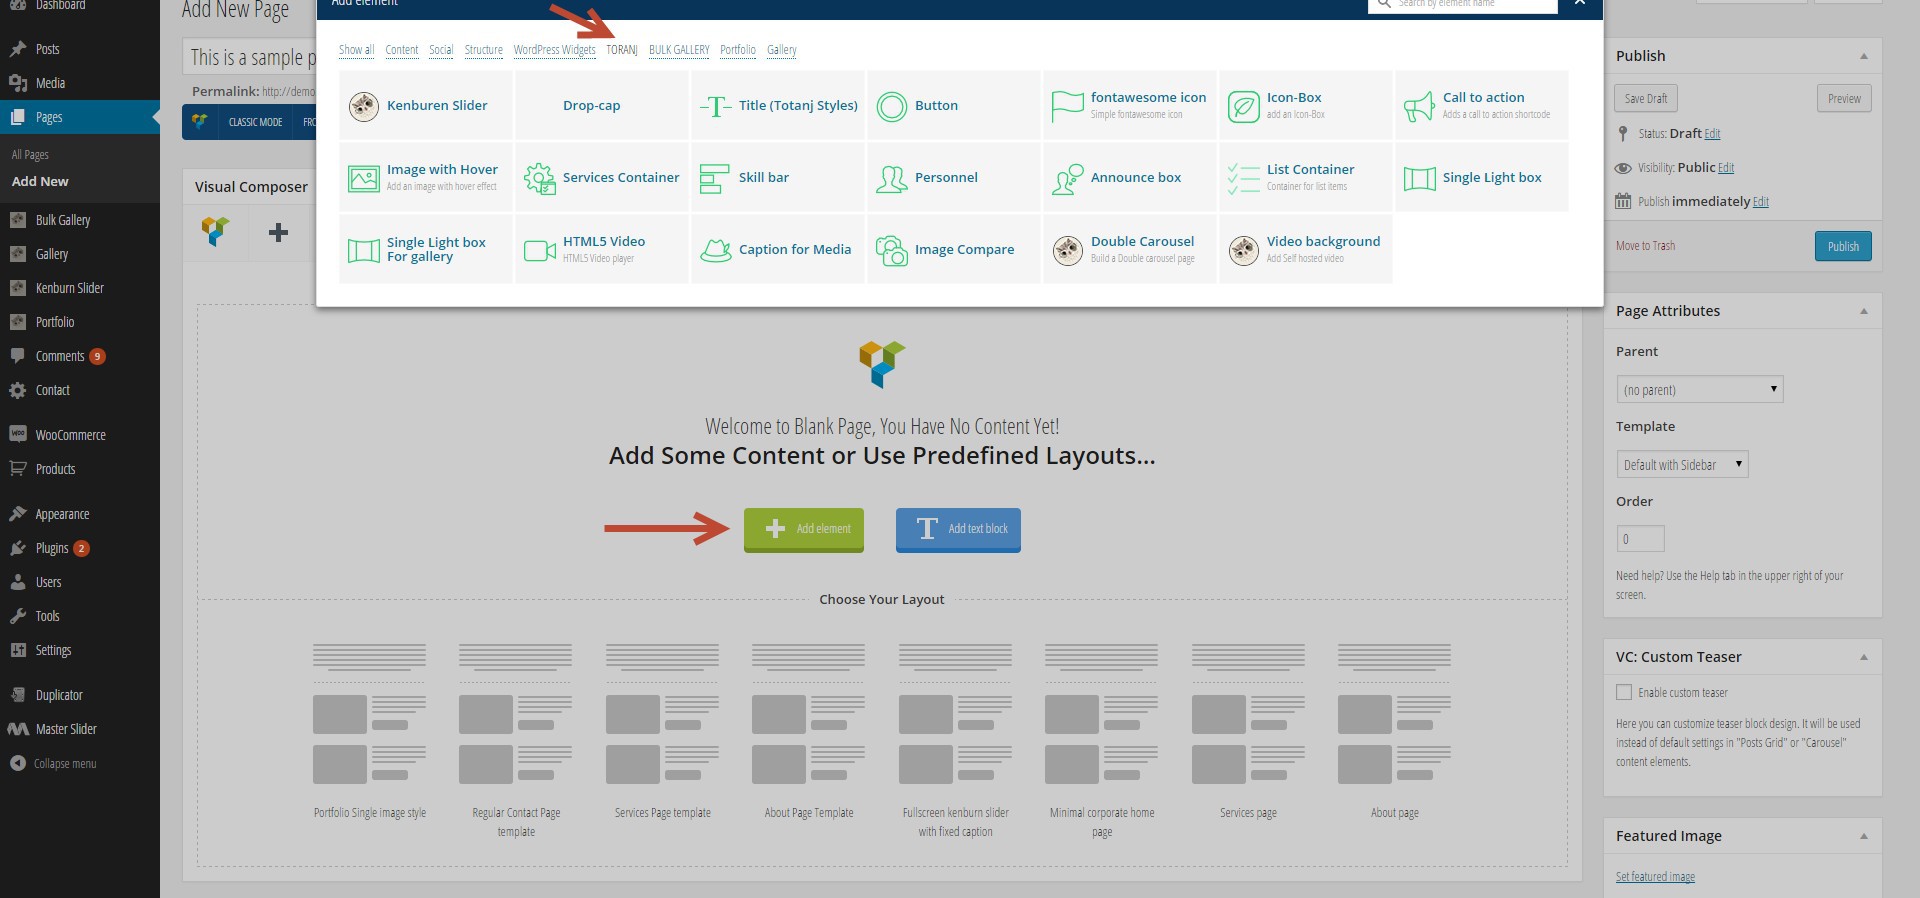 Dashboard
Posts
Media
Pages
All Pages
Add New
Bulk Gallery
Gallery
Kenburn Slider
Portfolio
Comments 9
Contact
WooCommerce
Products
Appearance
Plugins 2
Users
Tools
Settings
Duplicator
Master Slider
Collapse menu
Add New Page
This is a sample p
Permalink: http://demo
CLASSIC MODE
Visual Composer
Add element
Search by element name
Show all Content Social Structure WordPress Widgets TORANJ BULK GALLERY Portfolio Gallery
Kenburen Slider
Drop-cap
Title (Totanj Styles)
Button
fontawesome icon
Simple fontawesome icon
Icon-Box
add an Icon-Box
Call to action
Adds a call to action shortcode
Image with Hover
Add an image with hover effect
Services Container
Skill bar
Personnel
Announce box
List Container
Container for list items
Single Light box
Single Light box
For gallery
HTML5 Video
HTML5 Video player
Caption for Media
Image Compare
Double Carousel
Build a Double carousel page
Video background
Add Self hosted video
Welcome to Blank Page, You Have No Content Yet!
Add Some Content or Use Predefined Layouts...
Add element
T Add text block
Choose Your Layout
Portfolio Single image style
Regular Contact Page
template
Services Page template
About Page Template
Fullscreen kenburn slider
with fixed caption
Minimal corporate home
page
Services page
About page
Publish
Save Draft
Preview
Status: Draft Edit
Visibility: Public Edit
Publish immediately Edit
Move to Trash
Publish
Page Attributes
Parent
(no parent)
Template
Default with Sidebar
Order
0
Need help? Use the Help tab in the upper right of your
screen.
VC: Custom Teaser
Enable custom teaser
Here you can customize teaser block design. It will be used
instead of default settings in "Posts Grid" or "Carousel"
content elements.
Featured Image
Set featured image